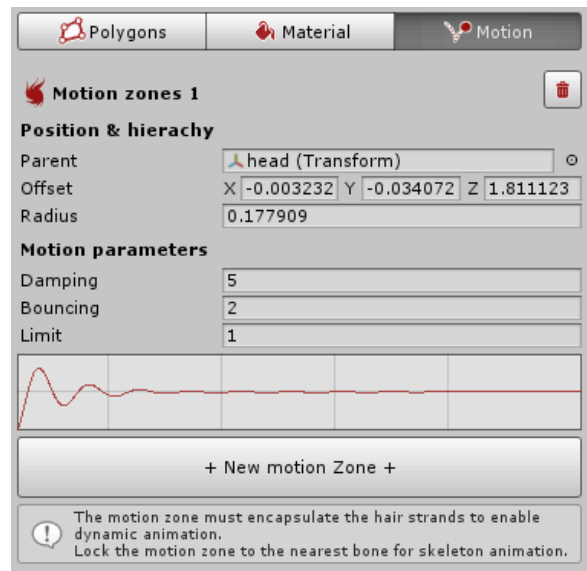 Polygons Material Motion
Motion zones 1
Position & hierachy
Parent head (Transform)
Offset X -0.003232 Y -0.034072 Z 1.811123
Radius 0.177909
Motion parameters
Damping 5
Bouncing 2
Limit 1
+ New motion Zone +
The motion zone must encapsulate the hair strands to enable
dynamic animation.
Lock the motion zone to the nearest bone for skeleton animation.